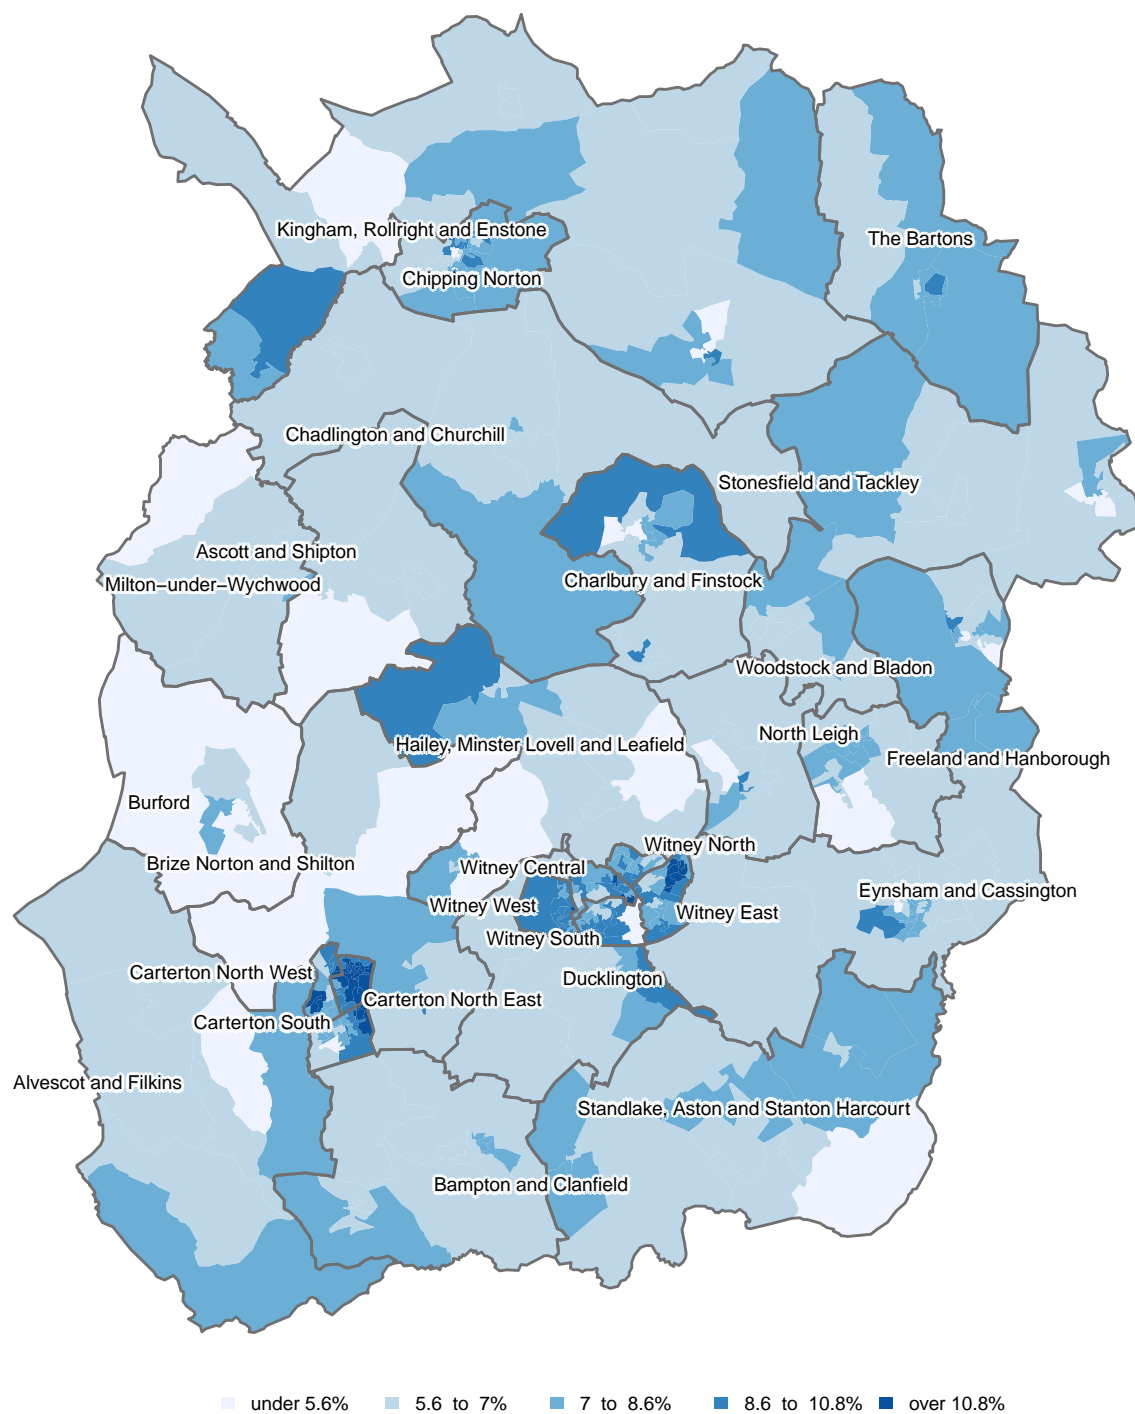 Kingham, Rollright and Enstone
The Bartons
Chipping Norton
Chadlington and Churchill
Stonesfield and Tackley
Ascott and Shipton
Milton−under−Wychwood
Charlbury and Finstock
Woodstock and Bladon
North Leigh
Hailey, Minster Lovell and Leafield
Freeland and Hanborough
Burford
Witney North
Brize Norton and Shilton
Witney Central
Eynsham and Cassington
Witney West
Witney East
Witney South
Carterton North West
Ducklington
Carterton North East
Carterton South
Alvescot and Filkins
Standlake, Aston and Stanton Harcourt
Bampton and Clanfield
under 5.6% 5.6 to 7% 7 to 8.6% 8.6 to 10.8% over 10.8%